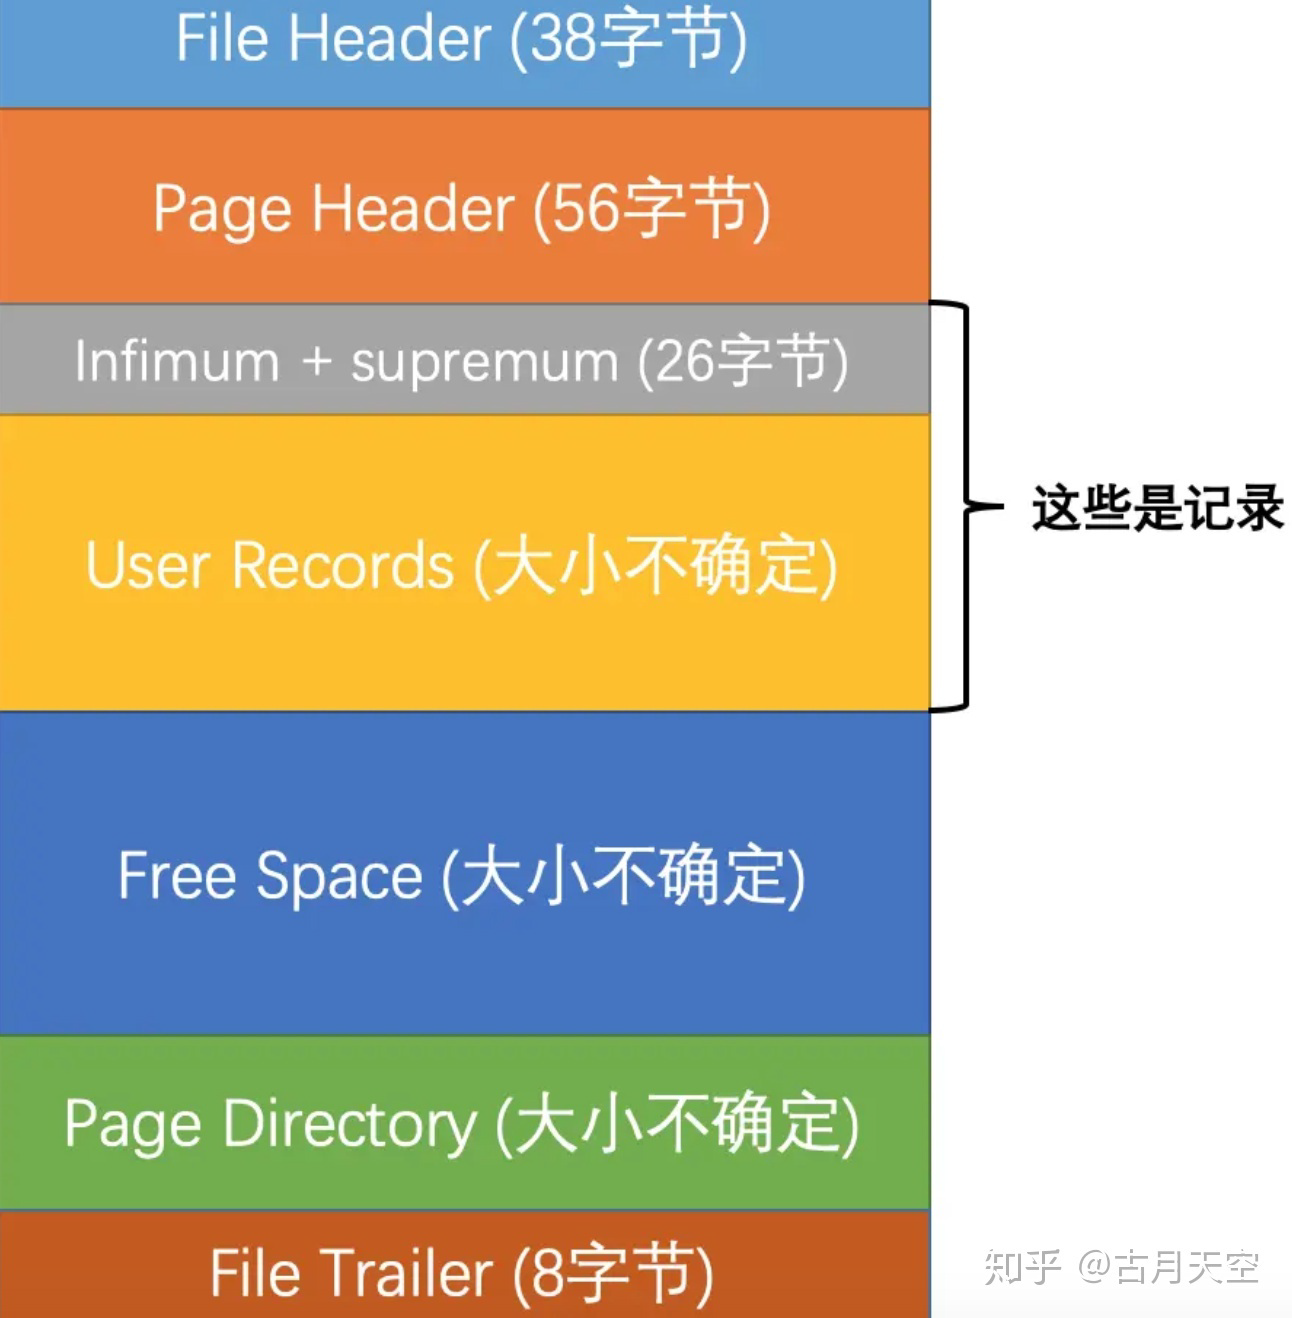 File Header (38字节)
Page Header (56字节)
Infimum + supremum (26字节)
User Records (大小不确定)
这些是记录
Free Space (大小不确定)
Page Directory (大小不确定)
File Trailer (8字节)
知乎 @古月天空